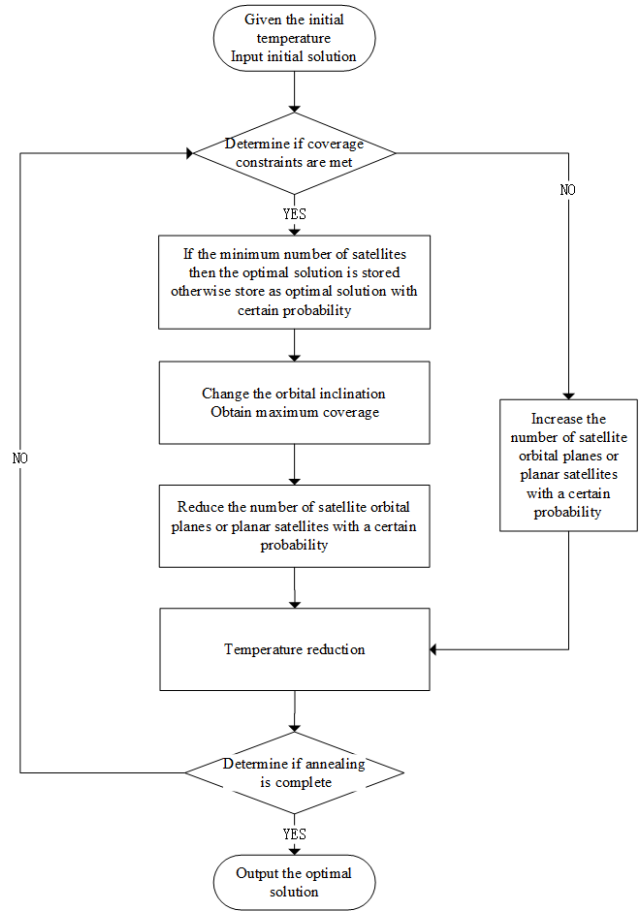 Given the initial
temperature
Input initial solution
Determine if coverage
constraints are met
NO
YES
If the minimum number of satellites
then the optimal solution is stored
otherwise store as optimal solution with
certain probability
Change the orbital inclination
Obtain maximum coverage
Increase the
number of satellite
orbital planes or
planar satellites
with a certain
probability
NO
Reduce the number of satellite orbital
planes or planar satellites with a certain
probability
Temperature reduction
Determine if annealing
is complete
YES
Output the optimal
solution